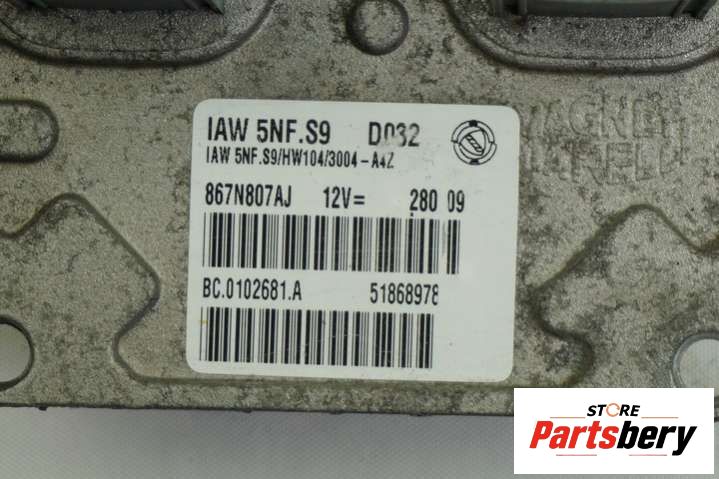 IAW 5NF.S9 D032
IAW 5NF.S9/HW104/3004-A4Z
867N807AJ 12V= 280 09
BC.0102681.A 51868978
MAGNETI
MARELLI
STORE
Partsbery